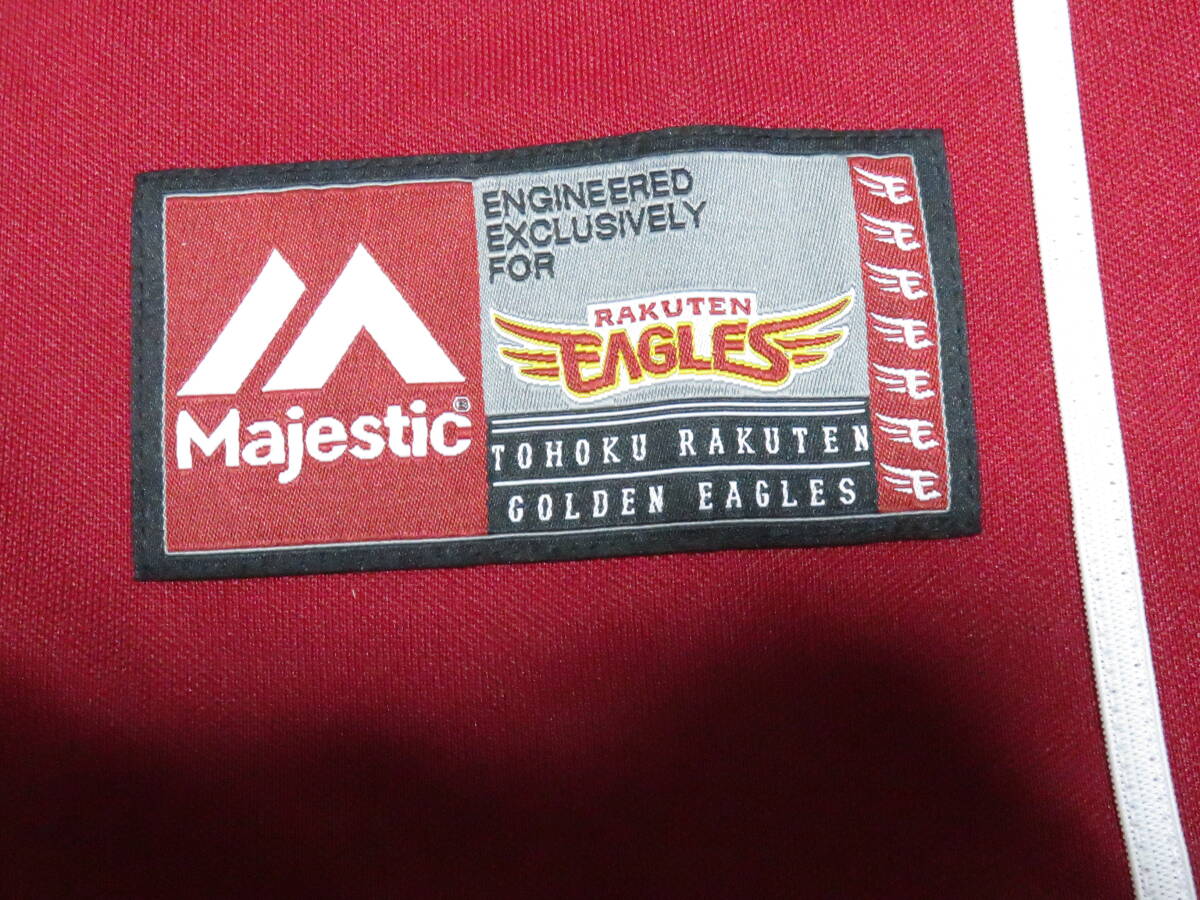 Majestic®
ENGINEERED
EXCLUSIVELY
FOR
RAKUTEN
EAGLES
TOHOKU RAKUTEN
GOLDEN EAGLES
E
E
E
E
E
E
E